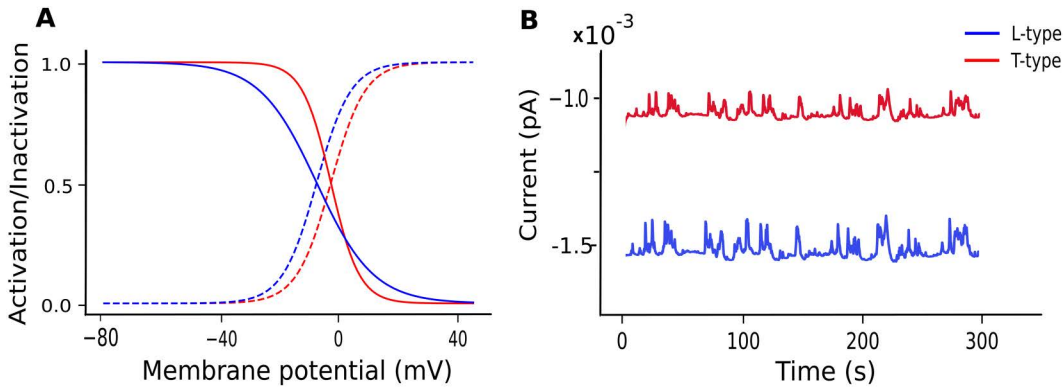 A
Activation/Inactivation
1.0
0.5
0.0
−80
−40
0
40
Membrane potential (mV)
B
x10⁻³
L-type
T-type
Current (pA)
−1.0
-1.5
0
100
200
300
Time (s)